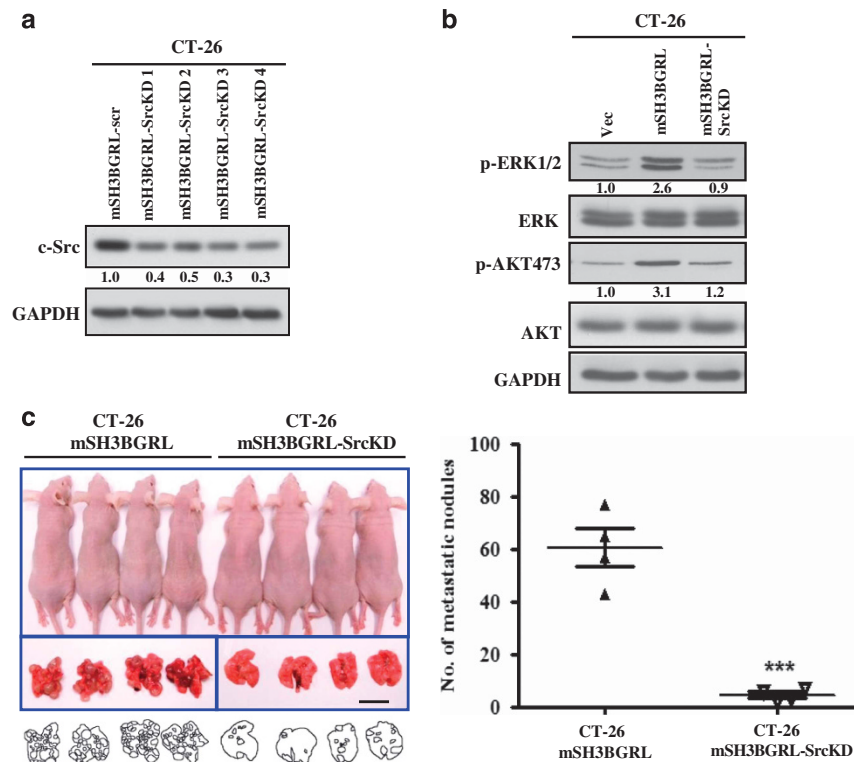 a
CT-26
mSH3BGRL-scr
mSH3BGRL-SrcKD 1
mSH3BGRL-SrcKD 2
mSH3BGRL-SrcKD 3
mSH3BGRL-SrcKD 4
c-Src
1.0 0.4 0.5 0.3 0.3
GAPDH
b
CT-26
Vec
mSH3BGRL
mSH3BGRL-
SrcKD
p-ERK1/2
1.0 2.6 0.9
ERK
p-AKT473
1.0 3.1 1.2
AKT
GAPDH
c
CT-26
mSH3BGRL
CT-26
mSH3BGRL-SrcKD
No. of metastatic nodules
100
80
60
40
20
0
***
CT-26
mSH3BGRL
CT-26
mSH3BGRL-SrcKD